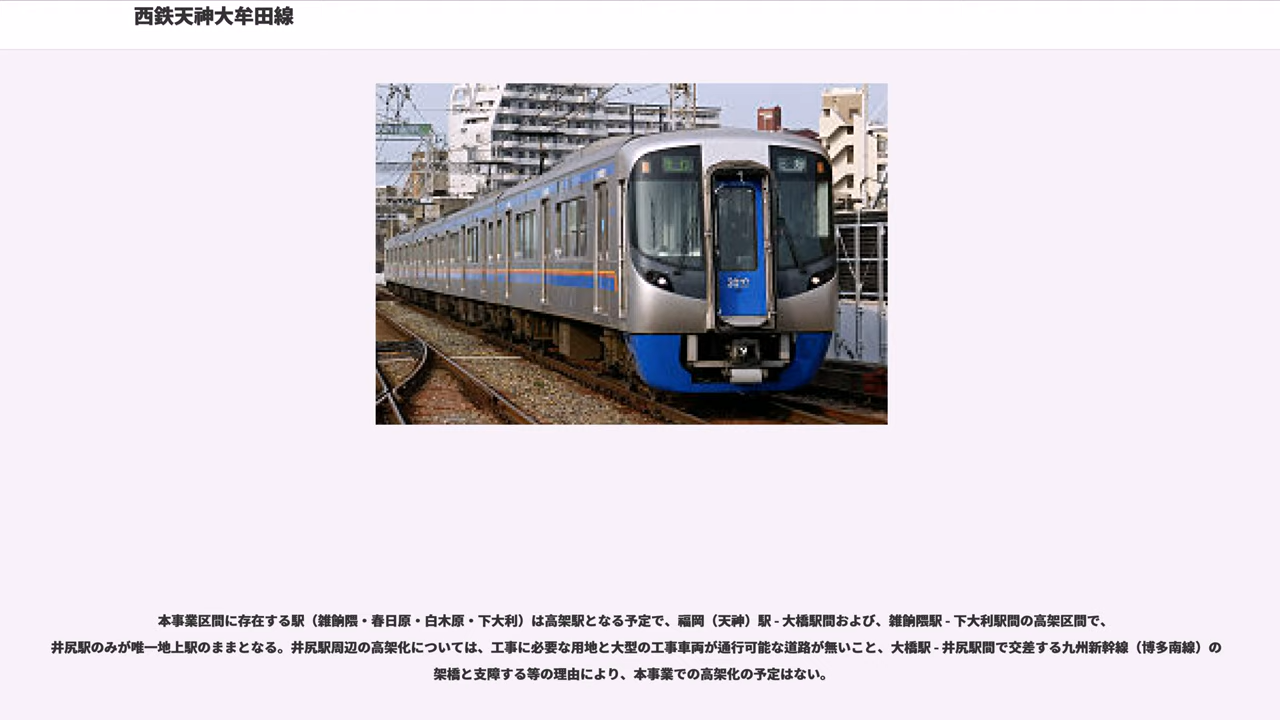 西鉄天神大牟田線
1
本事業区間に存在する駅（雑餉隈・春日原・白木原・下大利）は高架駅となる予定で、福岡（天神）駅 - 大橋駅間および、雑餉隈駅 - 下大利駅間の高架区間で、
井尻駅のみが唯一地上駅のままとなる。井尻駅周辺の高架化については、工事に必要な用地と大型の工事車両が通行可能な道路が無いこと、大橋駅 - 井尻駅間で交差する九州新幹線（博多南線）の
架橋と支障する等の理由により、本事業での高架化の予定はない。